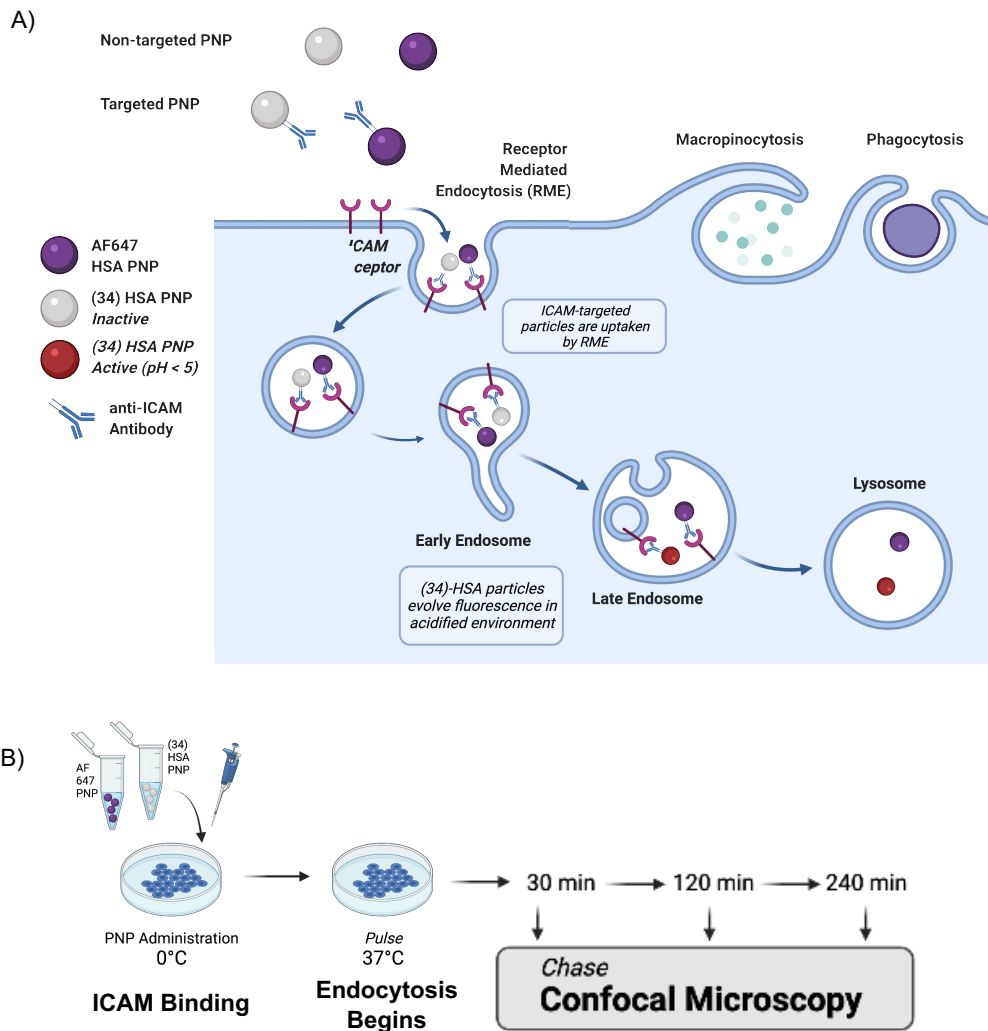 A)
Non-targeted PNP
Targeted PNP
Receptor
Mediated
Endocytosis (RME)
Macropinocytosis
Phagocytosis
'CAM
ceptor
AF647
HSA PNP
(34) HSA PNP
Inactive
(34) HSA PNP
Active (pH < 5)
anti-ICAM
Antibody
ICAM-targeted
particles are uptaken
by RME
Early Endosome
(34)-HSA particles
evolve fluorescence in
acidified environment
Late Endosome
Lysosome
B)
AF
647
PNP
(34)
HSA
PNP
PNP Administration
0°C
ICAM Binding
Pulse
37°C
Endocytosis
Begins
30 min
120 min
240 min
Chase
Confocal Microscopy